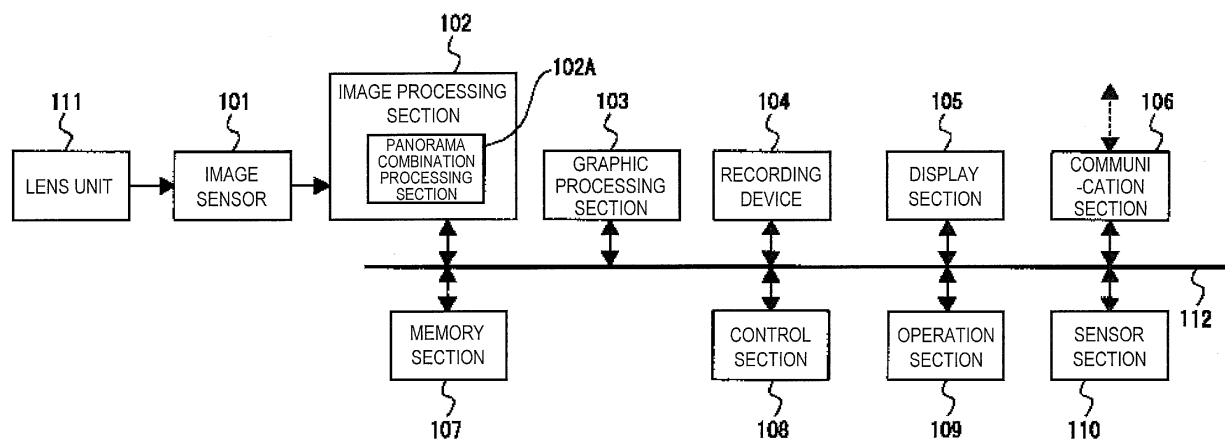 102
102A
111
101
103
104
105
106
IMAGE PROCESSING
SECTION
PANORAMA
COMBINATION
PROCESSING
SECTION
LENS UNIT
IMAGE
SENSOR
GRAPHIC
PROCESSING
SECTION
RECORDING
DEVICE
DISPLAY
SECTION
COMMUNI
-CATION
SECTION
112
MEMORY
SECTION
CONTROL
SECTION
OPERATION
SECTION
SENSOR
SECTION
107
108
109
110